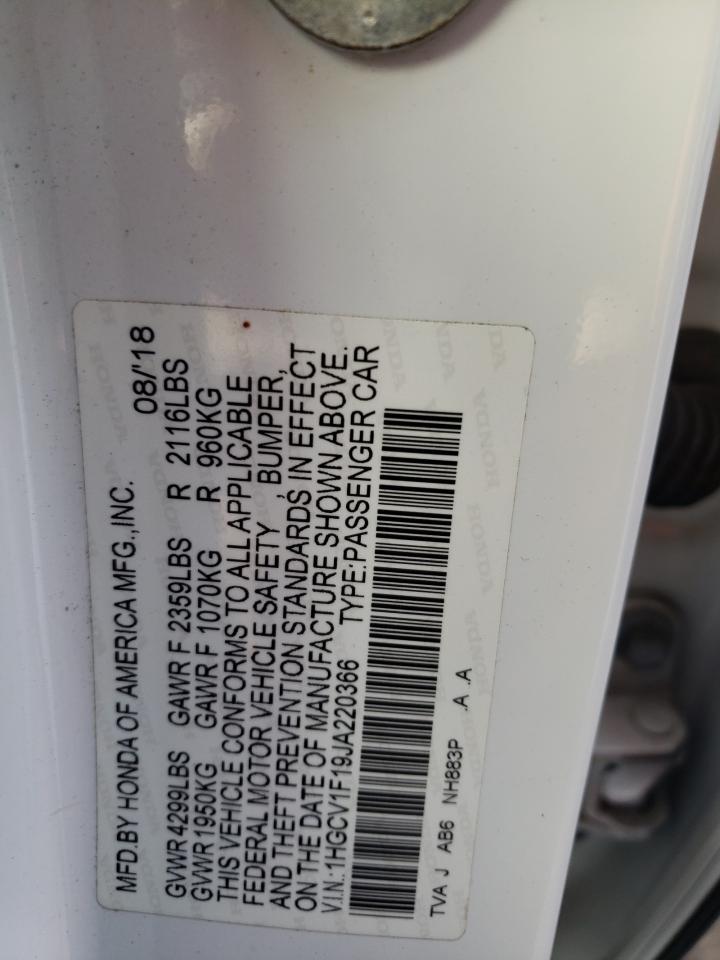 MFD.BY HONDA OF AMERICA MFG.,INC. 08/'18
GVWR 4299LBS GAWR F 2359LBS R 2116LBS
GVWR 1950KG GAWR F 1070KG R 960KG
THIS VEHICLE CONFORMS TO ALL APPLICABLE
FEDERAL MOTOR VEHICLE SAFETY , BUMPER,
AND THEFT PREVENTION STANDARDS IN EFFECT
ON THE DATE OF MANUFACTURE SHOWN ABOVE.
V.I.N.:1HGCV1F19JA220366 TYPE:PASSENGER CAR
TVA J AB6 NH883P .A .A